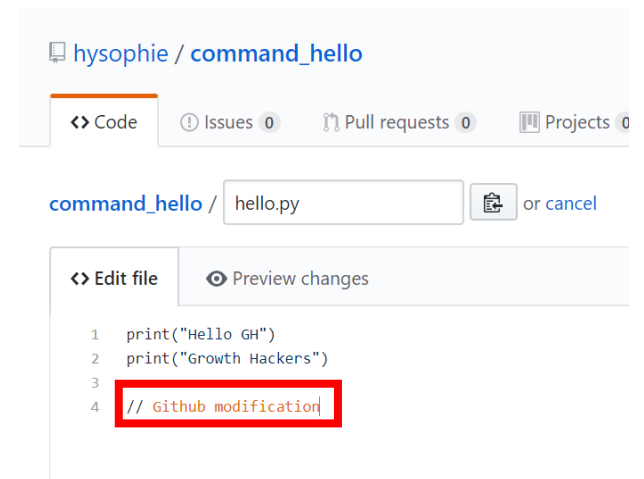 hysophie / command_hello
Code Issues 0 Pull requests 0 Projects 0
command_hello / hello.py or cancel
Edit file Preview changes
1 print("Hello GH")
2 print("Growth Hackers")
3
4 // Github modification